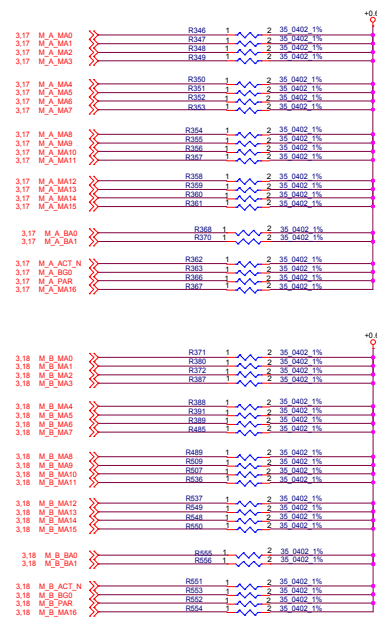 +0.6
3,17 M_A_MA0 R346 1 2 35_0402_1%
3,17 M_A_MA1 R347 1 2 35_0402_1%
3,17 M_A_MA2 R348 1 2 35_0402_1%
3,17 M_A_MA3 R349 1 2 35_0402_1%
3,17 M_A_MA4 R350 1 2 35_0402_1%
3,17 M_A_MA5 R351 1 2 35_0402_1%
3,17 M_A_MA6 R352 1 2 35_0402_1%
3,17 M_A_MA7 R353 1 2 35_0402_1%
3,17 M_A_MA8 R354 1 2 35_0402_1%
3,17 M_A_MA9 R355 1 2 35_0402_1%
3,17 M_A_MA10 R356 1 2 35_0402_1%
3,17 M_A_MA11 R357 1 2 35_0402_1%
3,17 M_A_MA12 R358 1 2 35_0402_1%
3,17 M_A_MA13 R359 1 2 35_0402_1%
3,17 M_A_MA14 R360 1 2 35_0402_1%
3,17 M_A_MA15 R361 1 2 35_0402_1%
3,17 M_A_BA0 R368 1 2 35_0402_1%
3,17 M_A_BA1 R370 1 2 35_0402_1%
3,17 M_A_ACT_N R362 1 2 35_0402_1%
3,17 M_A_BG0 R363 1 2 35_0402_1%
3,17 M_A_PAR R366 1 2 35_0402_1%
3,17 M_A_MA16 R367 1 2 35_0402_1%
+0.6
3,18 M_B_MA0 R371 1 2 35_0402_1%
3,18 M_B_MA1 R380 1 2 35_0402_1%
3,18 M_B_MA2 R372 1 2 35_0402_1%
3,18 M_B_MA3 R387 1 2 35_0402_1%
3,18 M_B_MA4 R388 1 2 35_0402_1%
3,18 M_B_MA5 R391 1 2 35_0402_1%
3,18 M_B_MA6 R389 1 2 35_0402_1%
3,18 M_B_MA7 R485 1 2 35_0402_1%
3,18 M_B_MA8 R489 1 2 35_0402_1%
3,18 M_B_MA9 R509 1 2 35_0402_1%
3,18 M_B_MA10 R507 1 2 35_0402_1%
3,18 M_B_MA11 R536 1 2 35_0402_1%
3,18 M_B_MA12 R537 1 2 35_0402_1%
3,18 M_B_MA13 R549 1 2 35_0402_1%
3,18 M_B_MA14 R548 1 2 35_0402_1%
3,18 M_B_MA15 R550 1 2 35_0402_1%
3,18 M_B_BA0 R555 1 2 35_0402_1%
3,18 M_B_BA1 R556 1 2 35_0402_1%
3,18 M_B_ACT_N R551 1 2 35_0402_1%
3,18 M_B_BG0 R553 1 2 35_0402_1%
3,18 M_B_PAR R552 1 2 35_0402_1%
3,18 M_B_MA16 R554 1 2 35_0402_1%